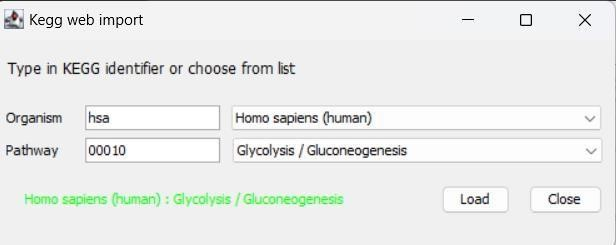 Kegg web import
Type in KEGG identifier or choose from list
Organism hsa Homo sapiens (human)
Pathway 00010 Glycolysis / Gluconeogenesis
Homo sapiens (human) : Glycolysis / Gluconeogenesis Load Close